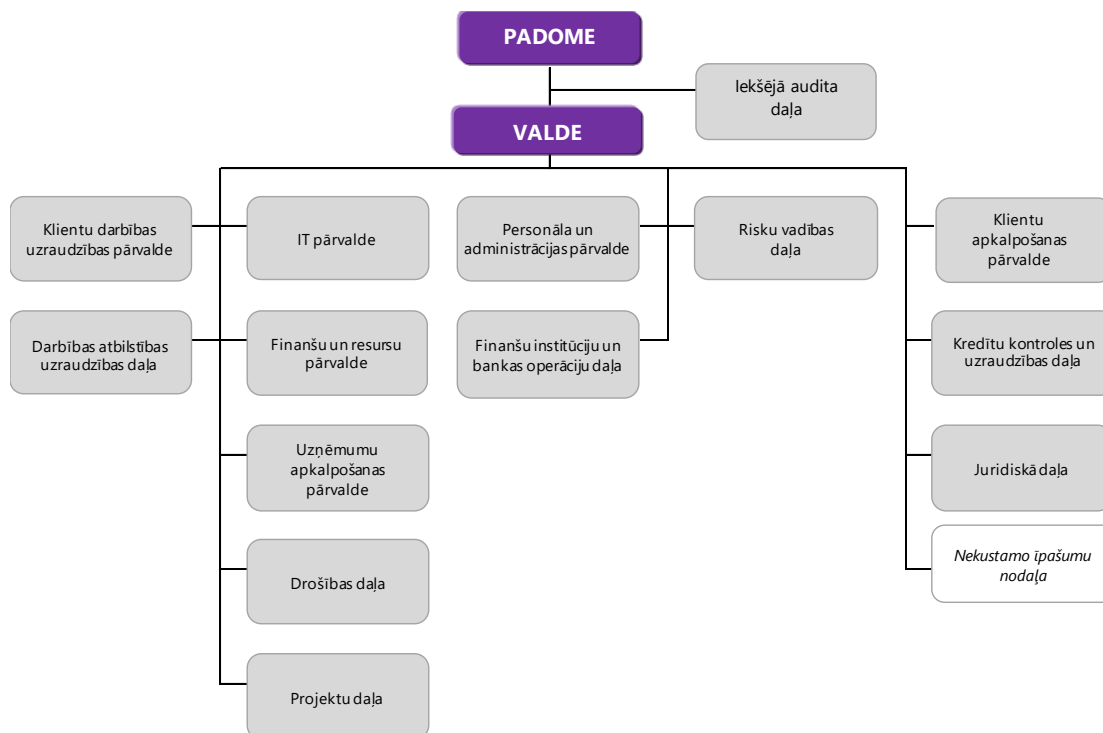 PADOME
Iekšējā audita
daļa
VALDE
Klientu darbības
uzraudzības pārvalde
IT pārvalde
Personāla un
administrācijas pārvalde
Risku vadības
daļa
Klientu
apkalpošanas
pārvalde
Darbības atbilstības
uzraudzības daļa
Finanšu un resursu
pārvalde
Finanšu institūciju un
bankas operāciju daļa
Kredītu kontroles un
uzraudzības daļa
Uzņēmumu
apkalpošanas
pārvalde
Juridiskā daļa
Drošības daļa
Nekustamo īpašumu
nodaļa
Projektu daļa